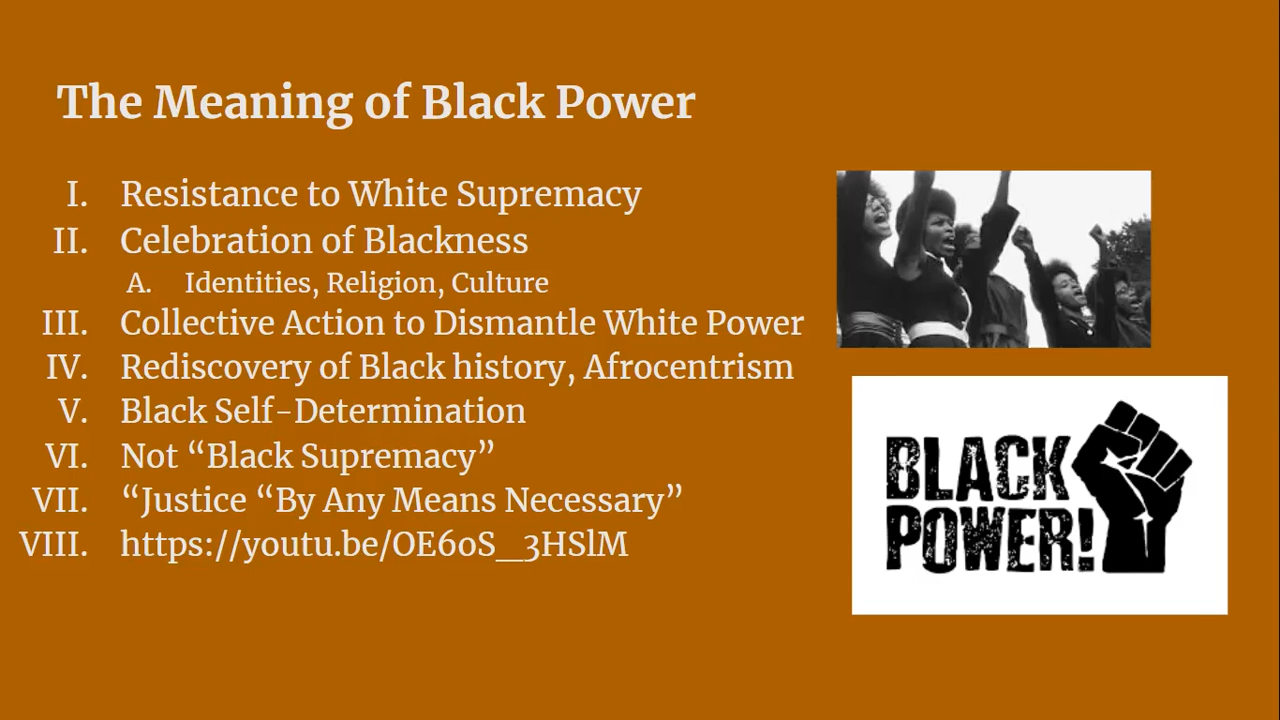 The Meaning of Black Power
I. Resistance to White Supremacy
II. Celebration of Blackness
A. Identities, Religion, Culture
III. Collective Action to Dismantle White Power
IV. Rediscovery of Black history, Afrocentrism
V. Black Self-Determination
VI. Not “Black Supremacy”
VII. “Justice “By Any Means Necessary”
VIII. https://youtu.be/OE6oS_3HSlM
BLACK
POWER!